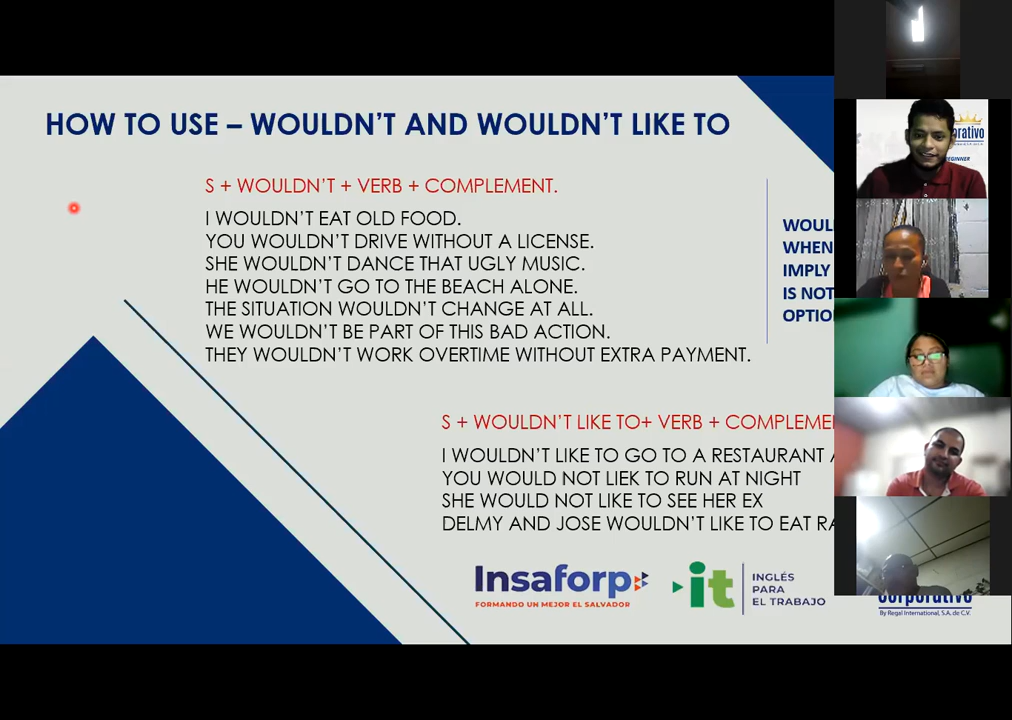 HOW TO USE – WOULDN'T AND WOULDN'T LIKE TO
S + WOULDN'T + VERB + COMPLEMENT.
I WOULDN'T EAT OLD FOOD.
YOU WOULDN'T DRIVE WITHOUT A LICENSE.
SHE WOULDN'T DANCE THAT UGLY MUSIC.
HE WOULDN'T GO TO THE BEACH ALONE.
THE SITUATION WOULDN'T CHANGE AT ALL.
WE WOULDN'T BE PART OF THIS BAD ACTION.
THEY WOULDN'T WORK OVERTIME WITHOUT EXTRA PAYMENT.
WOUL
WHEN
IMPLY
IS NOT
OPTIO
S + WOULDN'T LIKE TO+ VERB + COMPLEME
I WOULDN'T LIKE TO GO TO A RESTAURANT
YOU WOULD NOT LIEK TO RUN AT NIGHT
SHE WOULD NOT LIKE TO SEE HER EX
DELMY AND JOSE WOULDN'T LIKE TO EAT RA
Insaforp
FORMANDO UN MEJOR EL SALVADOR
it
INGLÉS
PARA
EL TRABAJO
Corporativo
By Regal International, S.A. de C.V.
porativo
GINNER